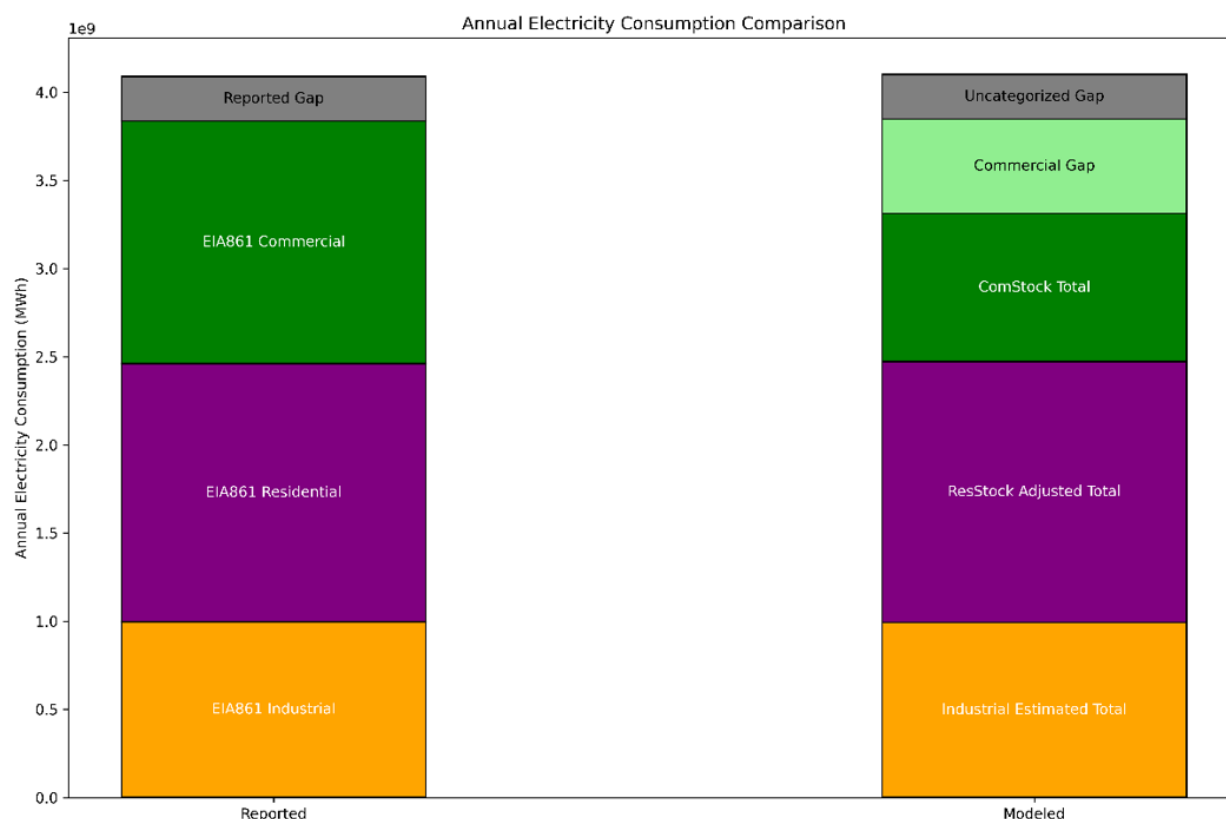 Annual Electricity Consumption Comparison
1e9
Annual Electricity Consumption (MWh)
4.0
3.5
3.0
2.5
2.0
1.5
1.0
0.5
0.0
Reported Gap
EIA861 Commercial
EIA861 Residential
EIA861 Industrial
Uncategorized Gap
Commercial Gap
ComStock Total
ResStock Adjusted Total
Industrial Estimated Total
Reported
Modeled